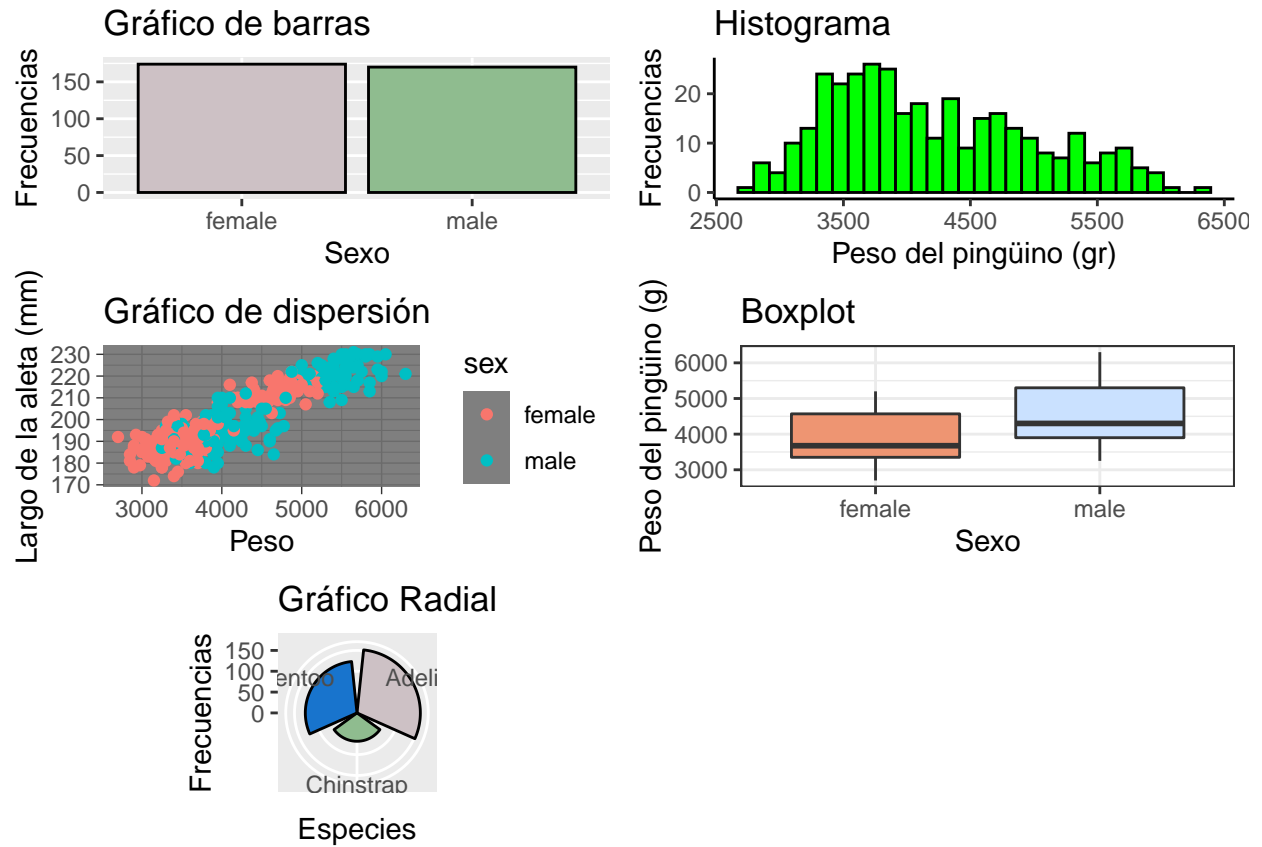 Gráfico de barras
Frecuencias
150
100
50
0
female
male
Sexo
Histograma
Frecuencias
20
10
0
2500
3500
4500
5500
6500
Peso del pingüino (gr)
Gráfico de dispersión
Largo de la aleta (mm)
230
220
210
200
190
180
170
3000
4000
5000
6000
Peso
sex
female
male
Boxplot
Peso del pingüino (g)
6000
5000
4000
3000
female
male
Sexo
Gráfico Radial
Frecuencias
150
100
50
0
entoo
Adeli
Chinstrap
Especies